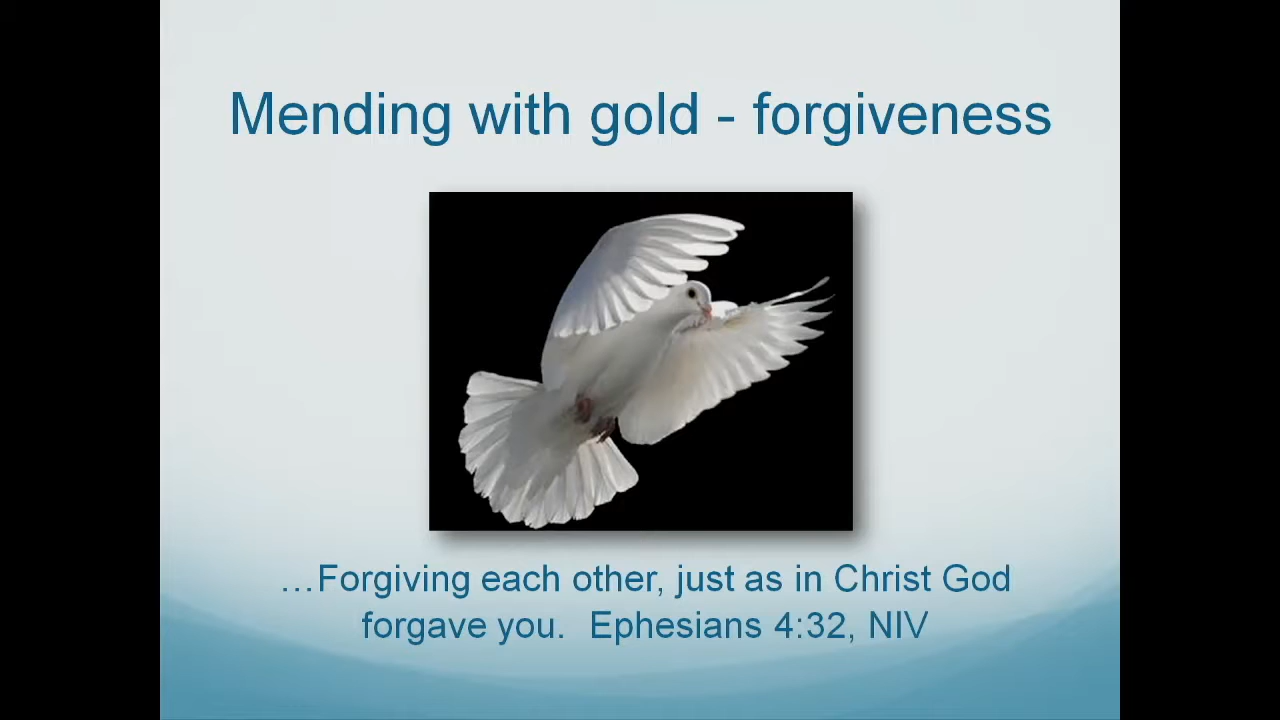 Mending with gold - forgiveness
…Forgiving each other, just as in Christ God
forgave you.  Ephesians 4:32, NIV